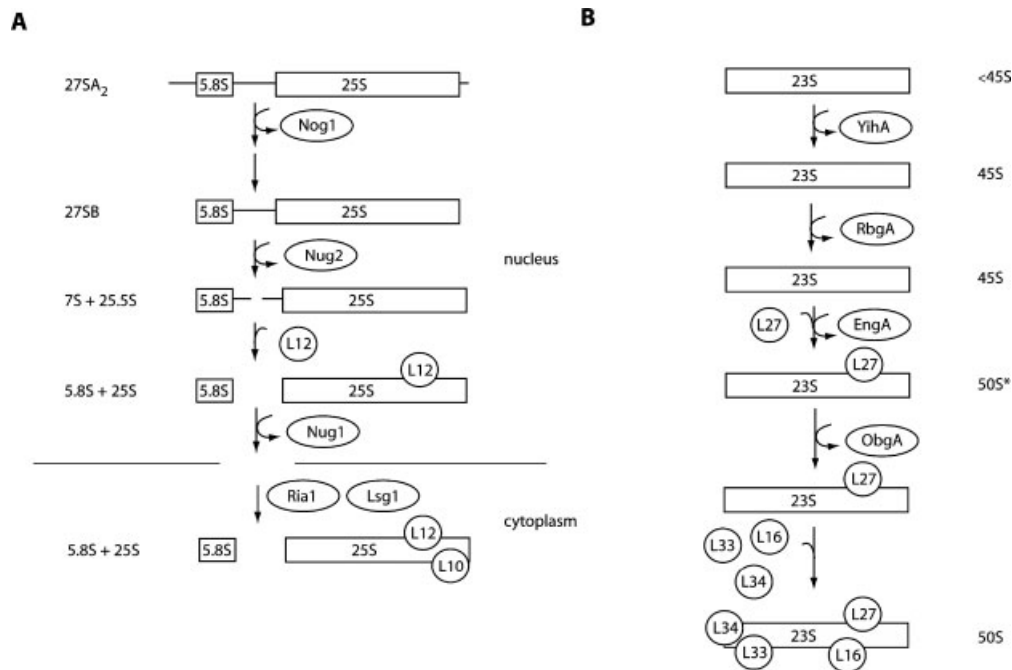 A
27SA2 5.8S 25S
Nog1
27SB 5.8S 25S
Nug2
nucleus
7S + 25.5S 5.8S 25S
L12
L12
5.8S + 25S 5.8S 25S
Nug1
Ria1 Lsg1
cytoplasm
L12
5.8S + 25S 5.8S 25S
L10
B
23S <45S
YihA
23S 45S
RbgA
23S 45S
L27 EngA
L27
23S 50S*
ObgA
L27
23S
L33 L16
L34
L27
L34 23S 50S
L33 L16